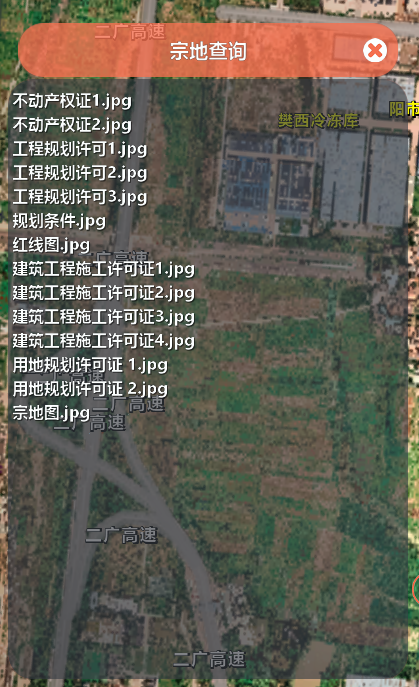 二广高速
宗地查询
不动产权证1.jpg
阳市
不动产权证2.jpg
樊西冷冻库
工程规划许可1.jpg
工程规划许可2.jpg
工程规划许可3.jpg
规划条件.jpg
红线图.jpg
二广高速
建筑工程施工许可证1.jpg
建筑工程施工许可证2.jpg
建筑工程施工许可证3.jpg
建筑工程施工许可证4.jpg
用地规划许可证 1.jpg
用地规划许可证 2.jpg
二广高速
宗地图.jpg
二广高速
二广高速
二广高速